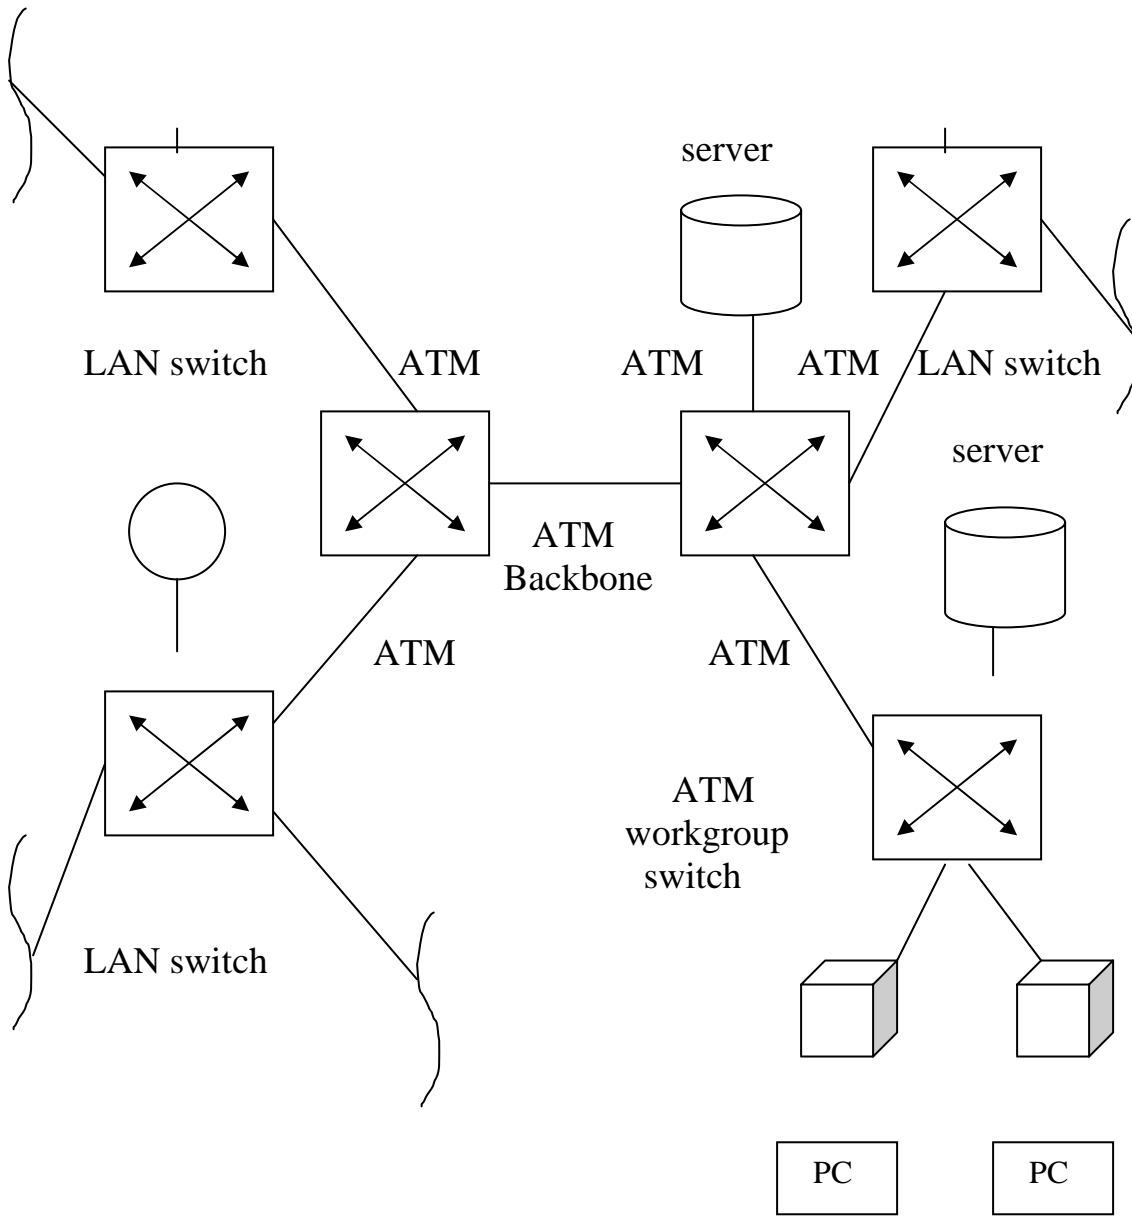 server
LAN switch
ATM
ATM
ATM
LAN switch
server
ATM
Backbone
ATM
ATM
ATM
workgroup
switch
LAN switch
PC
PC